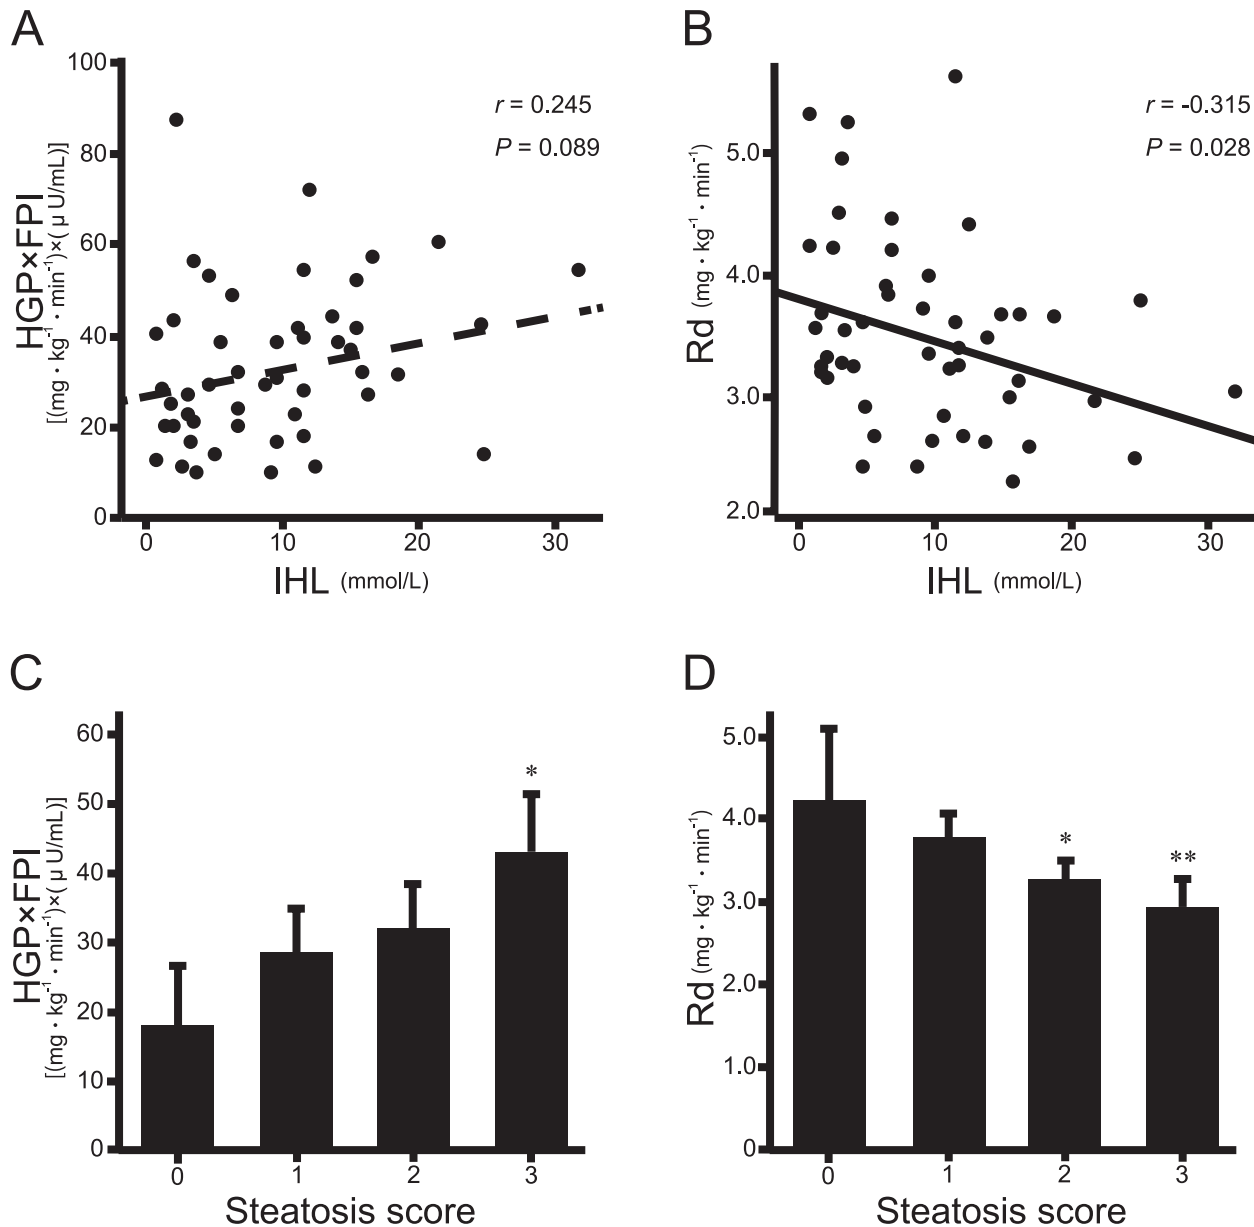 A
HGP×FPI
[(mg · kg⁻¹ · min⁻¹)×( μ U/mL)]
100
80
60
40
20
0
r = 0.245
P = 0.089
0 10 20 30
IHL (mmol/L)
B
Rd (mg · kg⁻¹ · min⁻¹)
5.0
4.0
3.0
2.0
r = -0.315
P = 0.028
0 10 20 30
IHL (mmol/L)
C
HGP×FPI
[(mg · kg⁻¹ · min⁻¹)×( μ U/mL)]
60
50
40
30
20
10
0
*
0 1 2 3
Steatosis score
D
Rd (mg · kg⁻¹ · min⁻¹)
5.0
4.0
3.0
2.0
1.0
0
*
**
0 1 2 3
Steatosis score